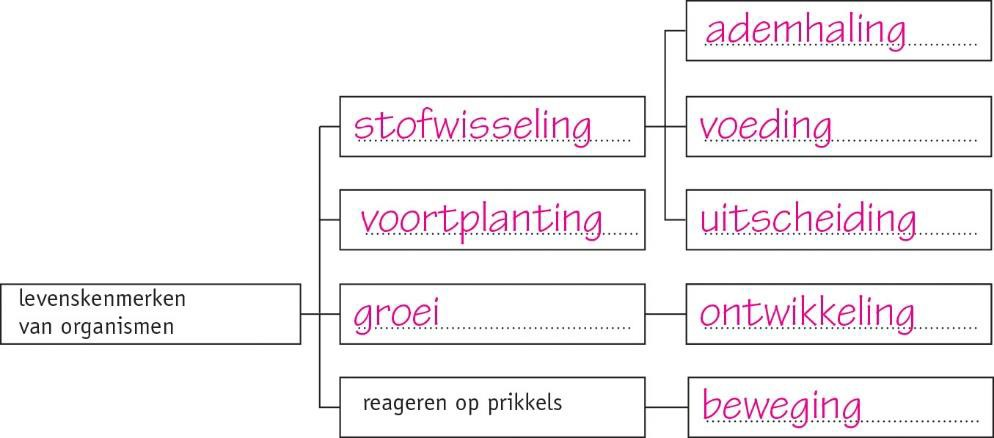 ademhaling
stofwisseling
voeding
voortplanting
uitscheiding
levenskenmerken
van organismen
groei
ontwikkeling
reageren op prikkels
beweging